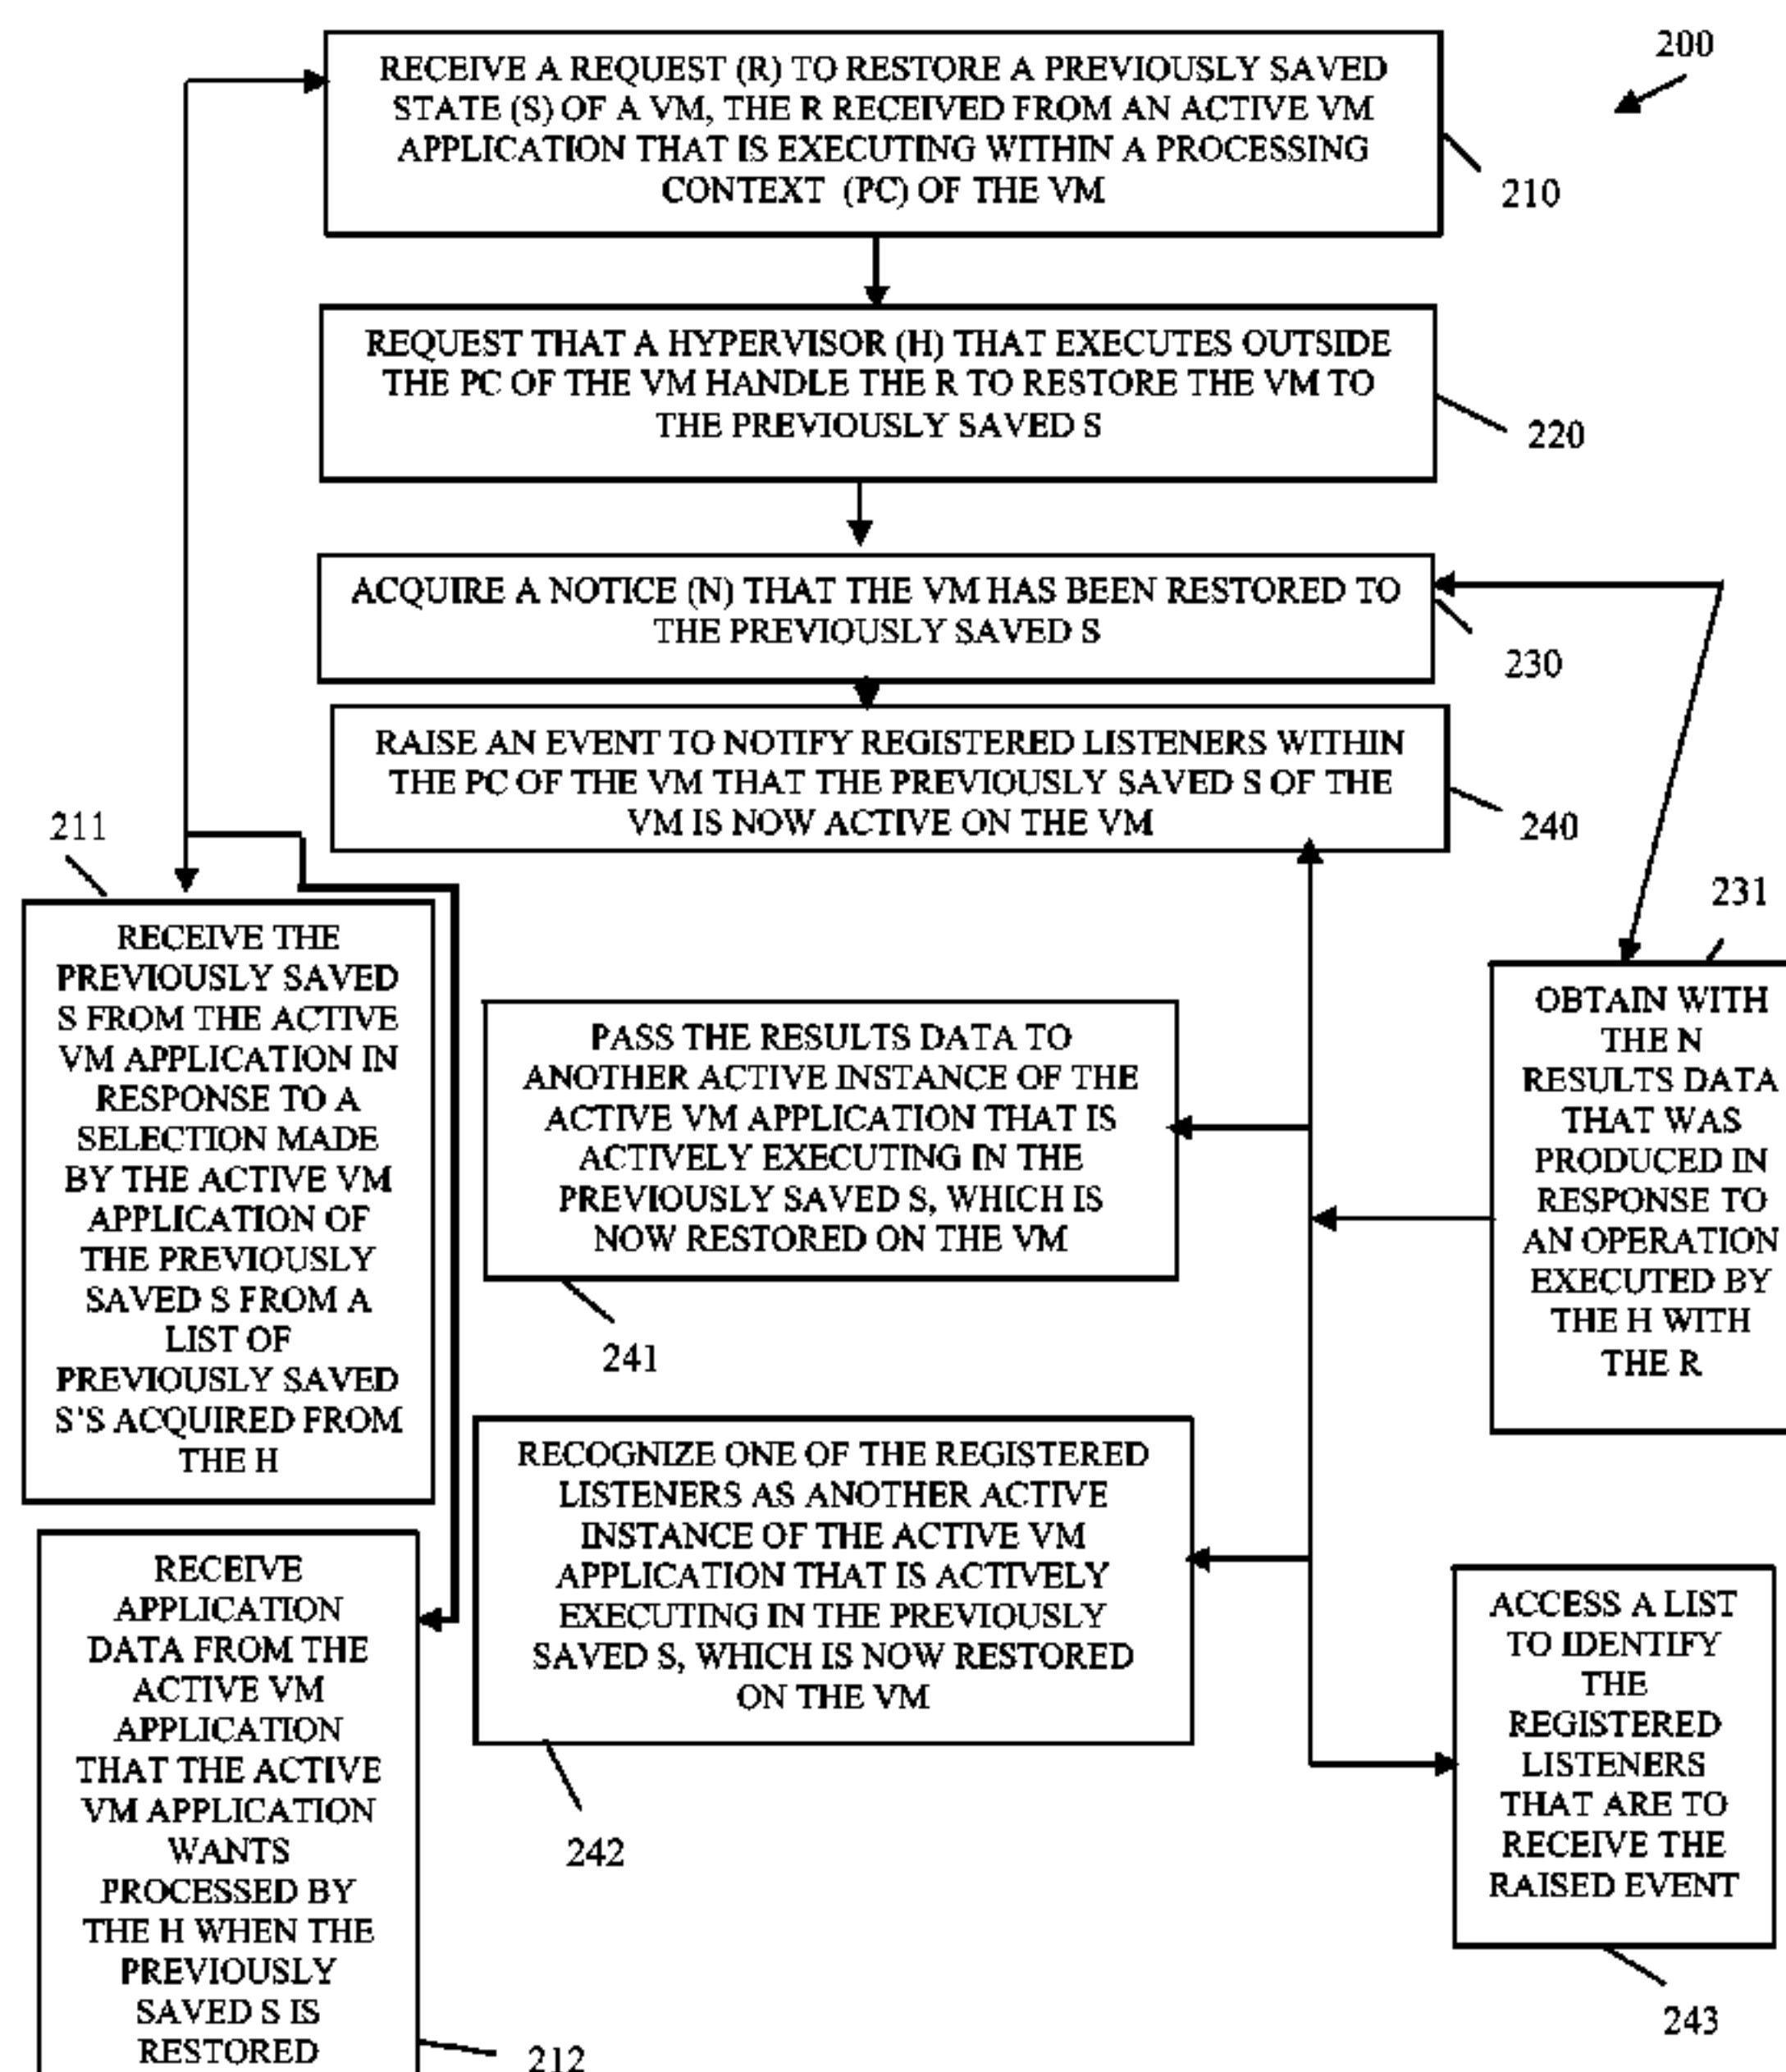 200
RECEIVE A REQUEST (R) TO RESTORE A PREVIOUSLY SAVED
STATE (S) OF A VM, THE R RECEIVED FROM AN ACTIVE VM
APPLICATION THAT IS EXECUTING WITHIN A PROCESSING
CONTEXT (PC) OF THE VM
210
REQUEST THAT A HYPERVISOR (H) THAT EXECUTES OUTSIDE
THE PC OF THE VM HANDLE THE R TO RESTORE THE VM TO
THE PREVIOUSLY SAVED S
220
ACQUIRE A NOTICE (N) THAT THE VM HAS BEEN RESTORED TO
THE PREVIOUSLY SAVED S
230
RAISE AN EVENT TO NOTIFY REGISTERED LISTENERS WITHIN
THE PC OF THE VM THAT THE PREVIOUSLY SAVED S OF THE
VM IS NOW ACTIVE ON THE VM
240
211
RECEIVE THE
PREVIOUSLY SAVED
S FROM THE ACTIVE
VM APPLICATION IN
RESPONSE TO A
SELECTION MADE
BY THE ACTIVE VM
APPLICATION OF
THE PREVIOUSLY
SAVED S FROM A
LIST OF
PREVIOUSLY SAVED
S'S ACQUIRED FROM
THE H
231
OBTAIN WITH
THE N
RESULTS DATA
THAT WAS
PRODUCED IN
RESPONSE TO
AN OPERATION
EXECUTED BY
THE H WITH
THE R
PASS THE RESULTS DATA TO
ANOTHER ACTIVE INSTANCE OF THE
ACTIVE VM APPLICATION THAT IS
ACTIVELY EXECUTING IN THE
PREVIOUSLY SAVED S, WHICH IS
NOW RESTORED ON THE VM
241
RECOGNIZE ONE OF THE REGISTERED
LISTENERS AS ANOTHER ACTIVE
INSTANCE OF THE ACTIVE VM
APPLICATION THAT IS ACTIVELY
EXECUTING IN THE PREVIOUSLY
SAVED S, WHICH IS NOW RESTORED
ON THE VM
242
RECEIVE
APPLICATION
DATA FROM THE
ACTIVE VM
APPLICATION
THAT THE ACTIVE
VM APPLICATION
WANTS
PROCESSED BY
THE H WHEN THE
PREVIOUSLY
SAVED S IS
RESTORED
212
ACCESS A LIST
TO IDENTIFY
THE
REGISTERED
LISTENERS
THAT ARE TO
RECEIVE THE
RAISED EVENT
243